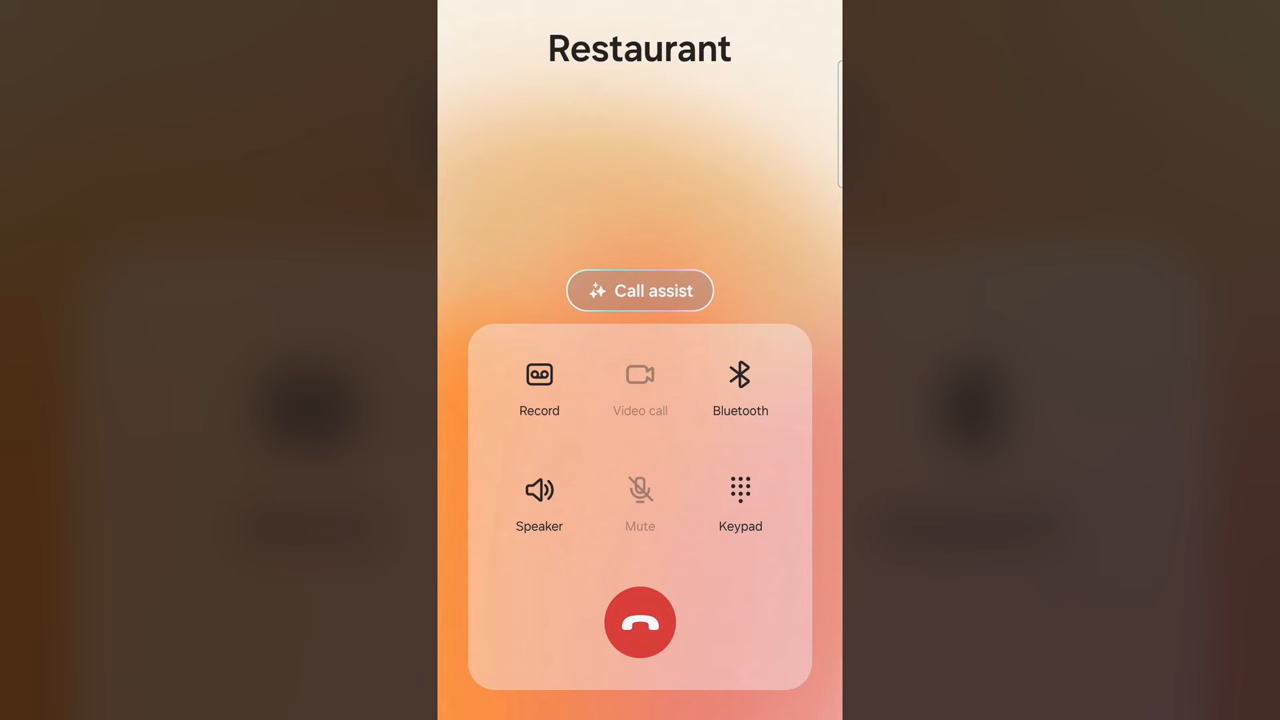 Restaurant
Call assist
Record Video call Bluetooth
Speaker Mute Keypad